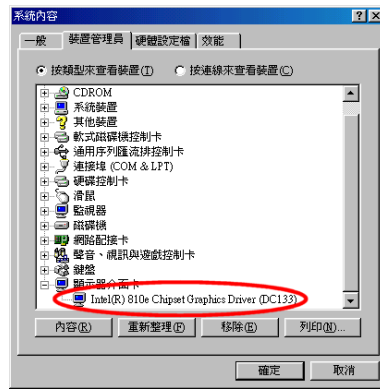 系統內容
一般 裝置管理員 硬體設定檔 效能
按類型來查看裝置(I) 按連線來查看裝置(C)
CDROM
系統裝置
其他裝置
軟式磁碟機控制卡
通用序列匯流排控制卡
連接埠 (COM & LPT)
硬碟控制卡
滑鼠
監視器
磁碟機
網路配接卡
聲音、視訊與遊戲控制卡
鍵盤
顯示器介面卡
Intel(R) 810e Chipset Graphics Driver (DC133)
內容(R) 重新整理(F) 移除(E) 列印(N)...
確定 取消